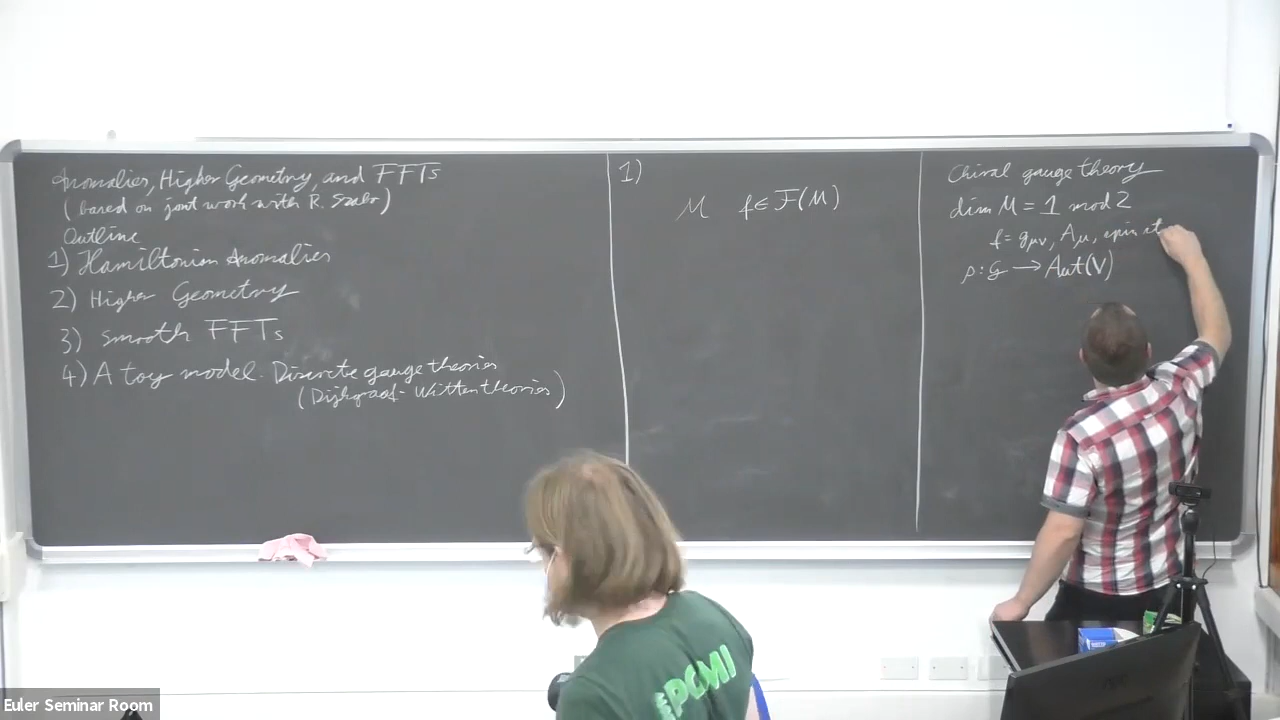 Anomalies, Higher Geometry, and FFTs
(based on joint work with R. Szabo)
Outline
1) Hamiltonian Anomalies
2) Higher Geometry
3) Smooth FFTs
4) A toy model. Discrete gauge theories
(Dijkgraaf-Witten theories)
1)
M f ∈ F(M)
Chiral gauge theory
dim M = 1 mod 2
f = gμν, Aμ, spin st
ρ: G → Aut(V)
PCMI
Euler Seminar Room